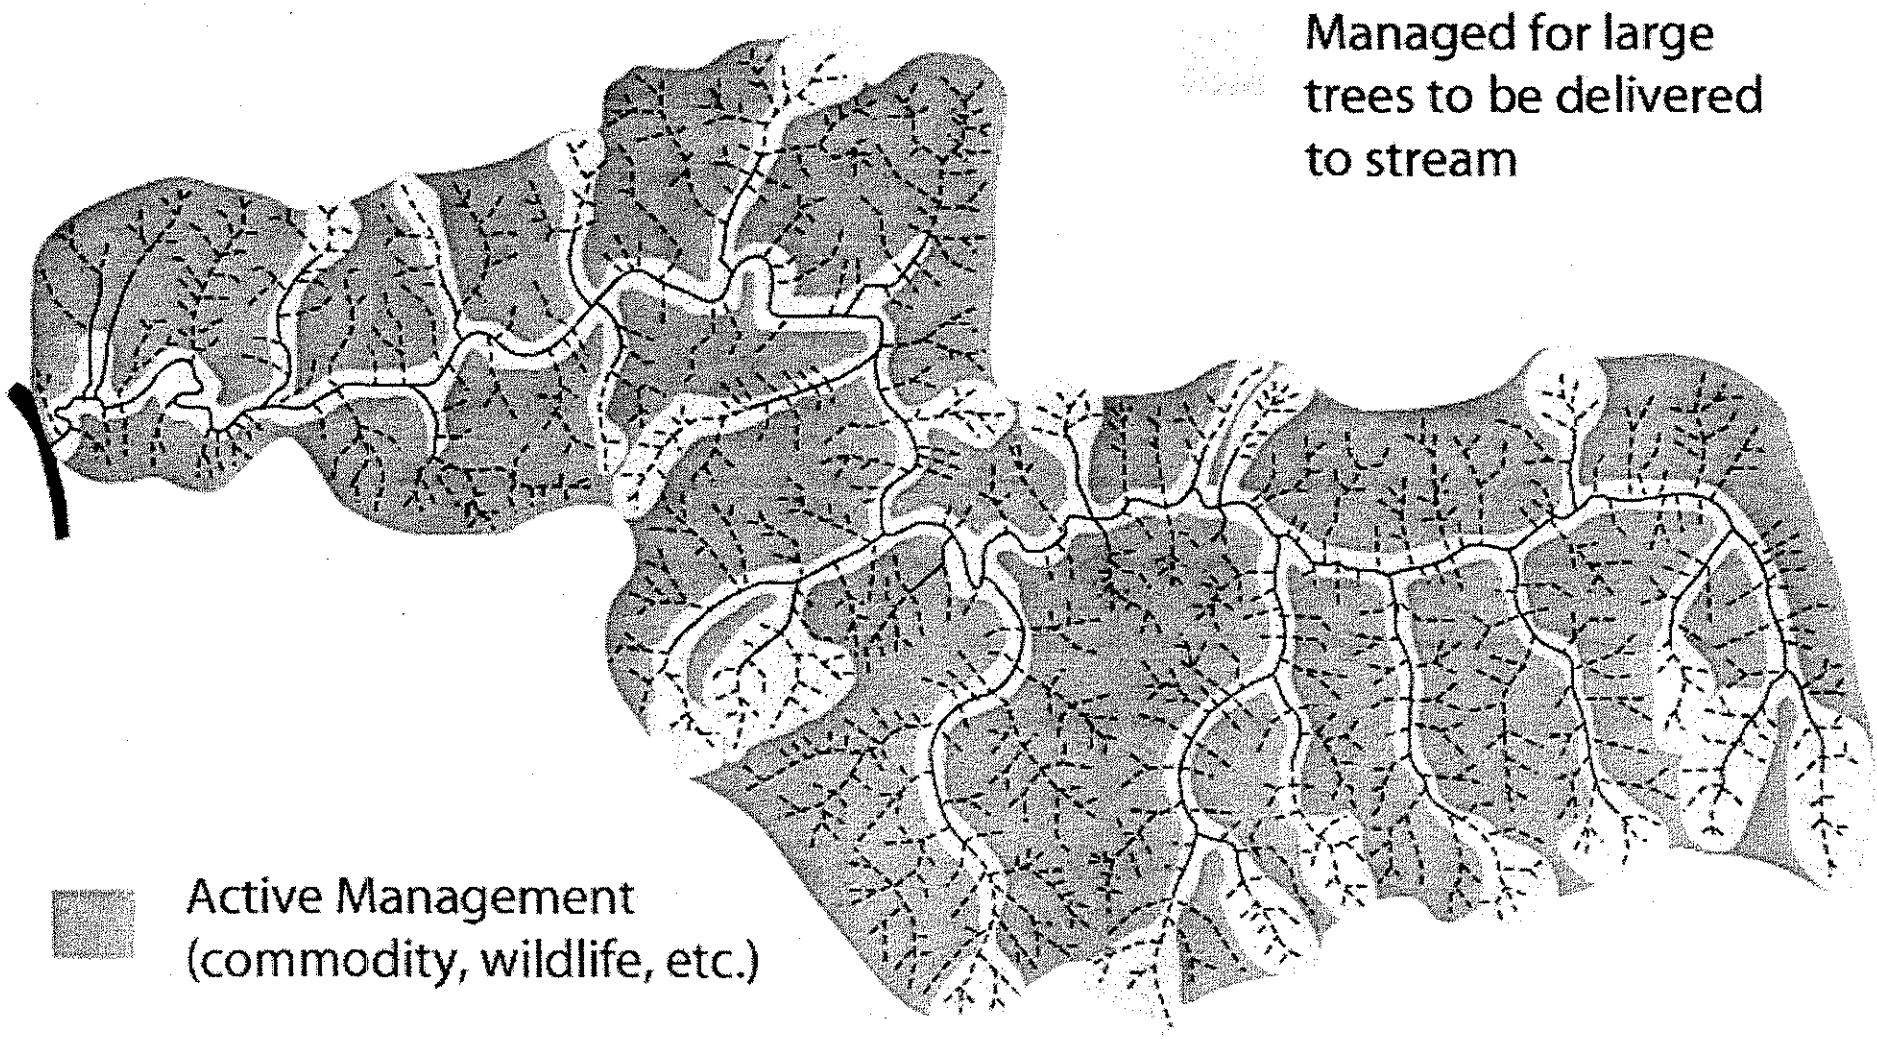 Managed for large
trees to be delivered
to stream
Active Management
(commodity, wildlife, etc.)